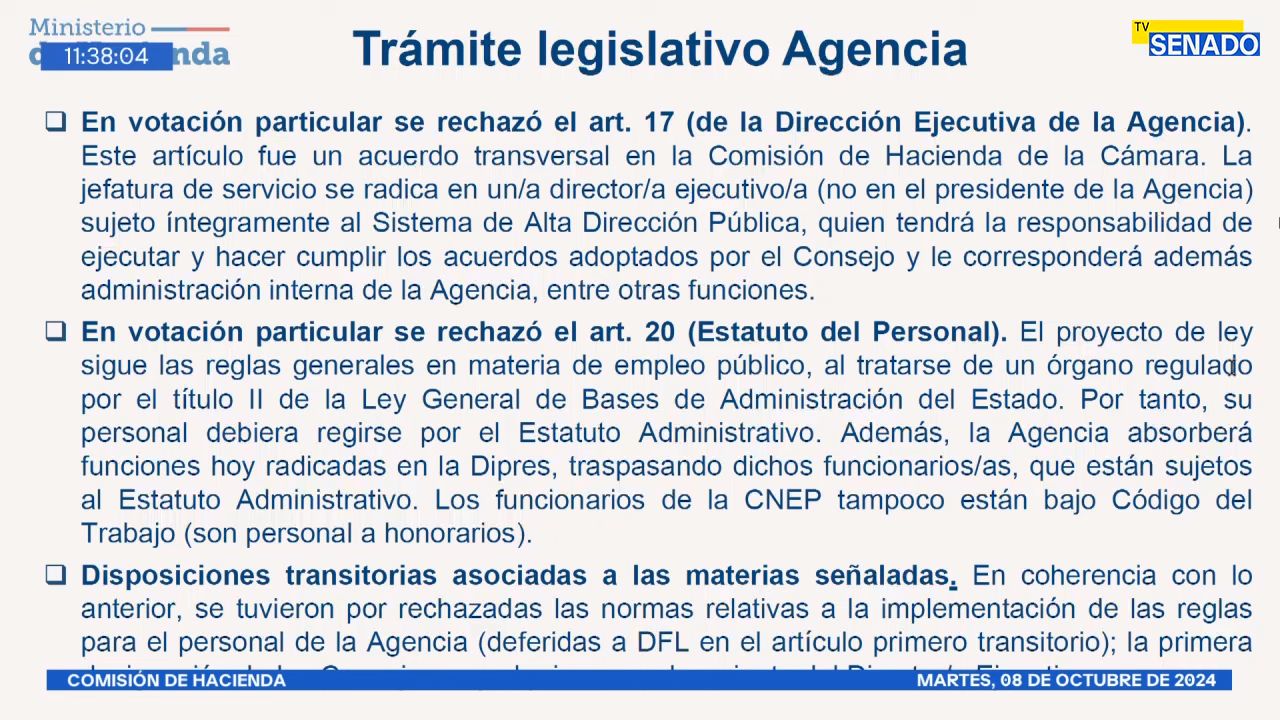 Ministerio
11:38:04
Trámite legislativo Agencia
TV
SENADO
❑ En votación particular se rechazó el art. 17 (de la Dirección Ejecutiva de la Agencia).
Este artículo fue un acuerdo transversal en la Comisión de Hacienda de la Cámara. La
jefatura de servicio se radica en un/a director/a ejecutivo/a (no en el presidente de la Agencia)
sujeto íntegramente al Sistema de Alta Dirección Pública, quien tendrá la responsabilidad de
ejecutar y hacer cumplir los acuerdos adoptados por el Consejo y le corresponderá además
administración interna de la Agencia, entre otras funciones.
❑ En votación particular se rechazó el art. 20 (Estatuto del Personal). El proyecto de ley
sigue las reglas generales en materia de empleo público, al tratarse de un órgano regulado
por el título II de la Ley General de Bases de Administración del Estado. Por tanto, su
personal debiera regirse por el Estatuto Administrativo. Además, la Agencia absorberá
funciones hoy radicadas en la Dipres, traspasando dichos funcionarios/as, que están sujetos
al Estatuto Administrativo. Los funcionarios de la CNEP tampoco están bajo Código del
Trabajo (son personal a honorarios).
❑ Disposiciones transitorias asociadas a las materias señaladas. En coherencia con lo
anterior, se tuvieron por rechazadas las normas relativas a la implementación de las reglas
para el personal de la Agencia (deferidas a DFL en el artículo primero transitorio); la primera
COMISIÓN DE HACIENDA
MARTES, 08 DE OCTUBRE DE 2024